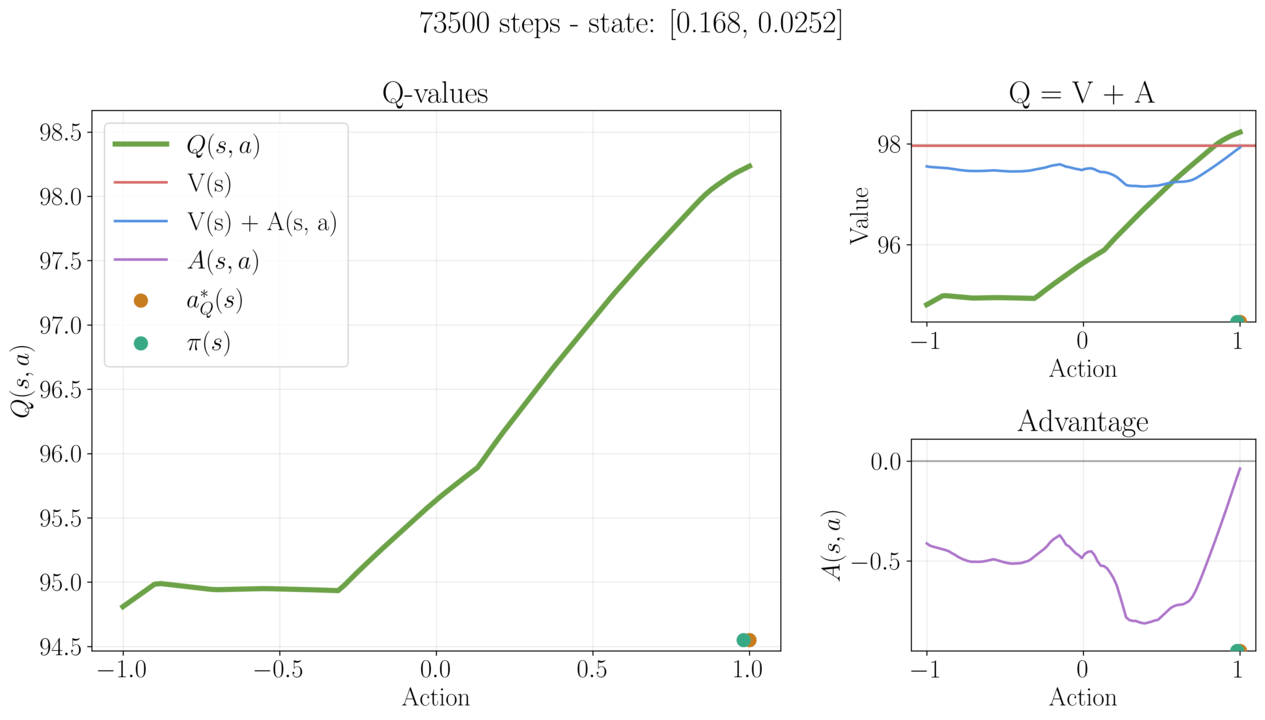 73500 steps - state: [0.168, 0.0252]
Q-values
Q(s, a)
98.5
98.0
97.5
97.0
96.5
96.0
95.5
95.0
94.5
Q(s, a)
V(s)
V(s) + A(s, a)
A(s, a)
a*_Q(s)
π(s)
−1.0
−0.5
0.0
0.5
1.0
Action
Q = V + A
Value
98
96
−1
0
1
Action
Advantage
A(s, a)
0.0
−0.5
−1
0
1
Action